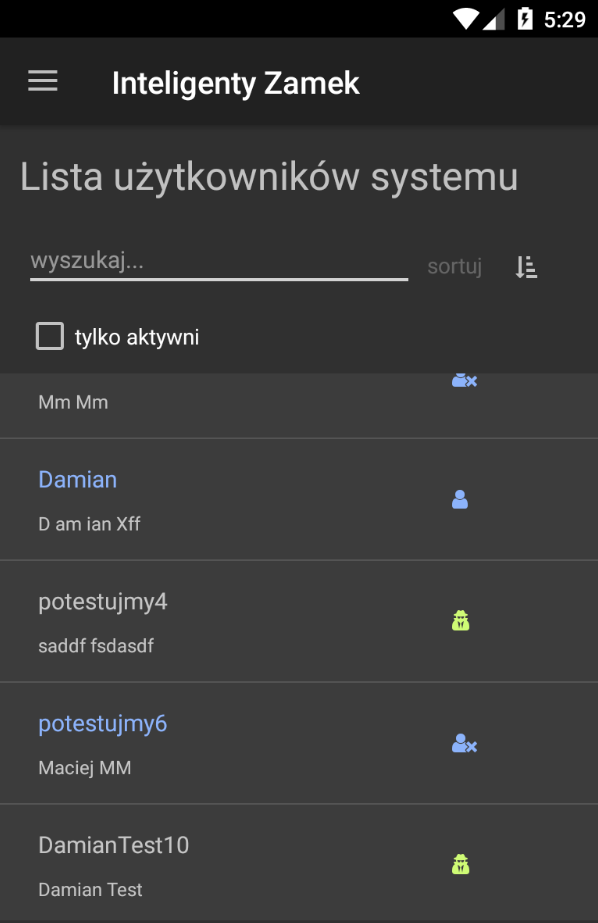 5:29
Inteligenty Zamek
Lista użytkowników systemu
wyszukaj...
sortuj
tylko aktywni
Mm Mm
Damian
D am ian Xff
potestujmy4
saddf fsdasdf
potestujmy6
Maciej MM
DamianTest10
Damian Test